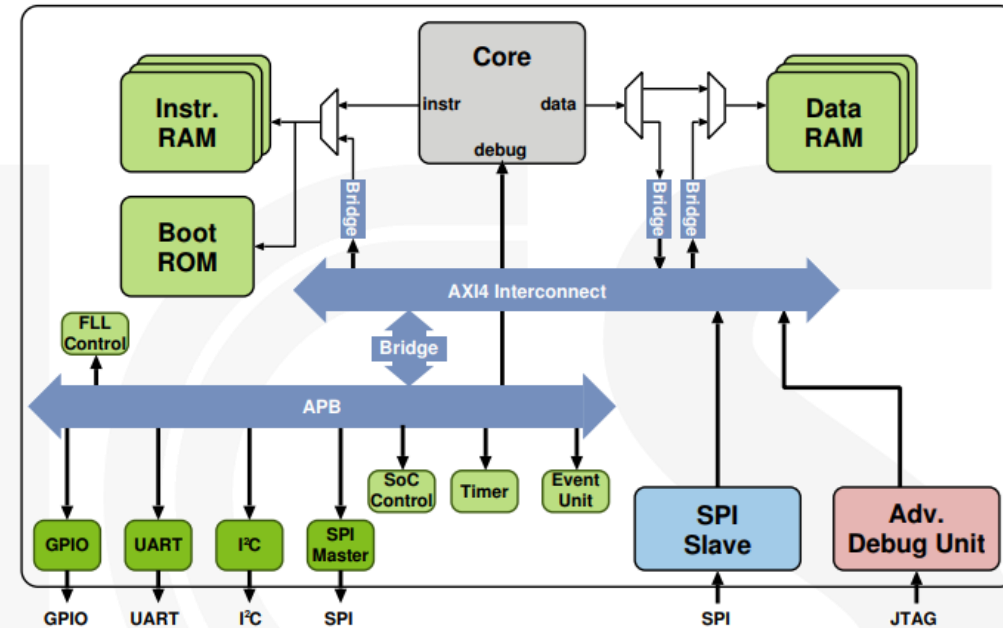 Core
instr
data
debug
Instr.
RAM
Data
RAM
Boot
ROM
Bridge
Bridge
Bridge
AXI4 Interconnect
FLL
Control
Bridge
APB
SoC
Control
Timer
Event
Unit
GPIO
UART
I²C
SPI
Master
SPI
Slave
Adv.
Debug Unit
GPIO
UART
I²C
SPI
SPI
JTAG